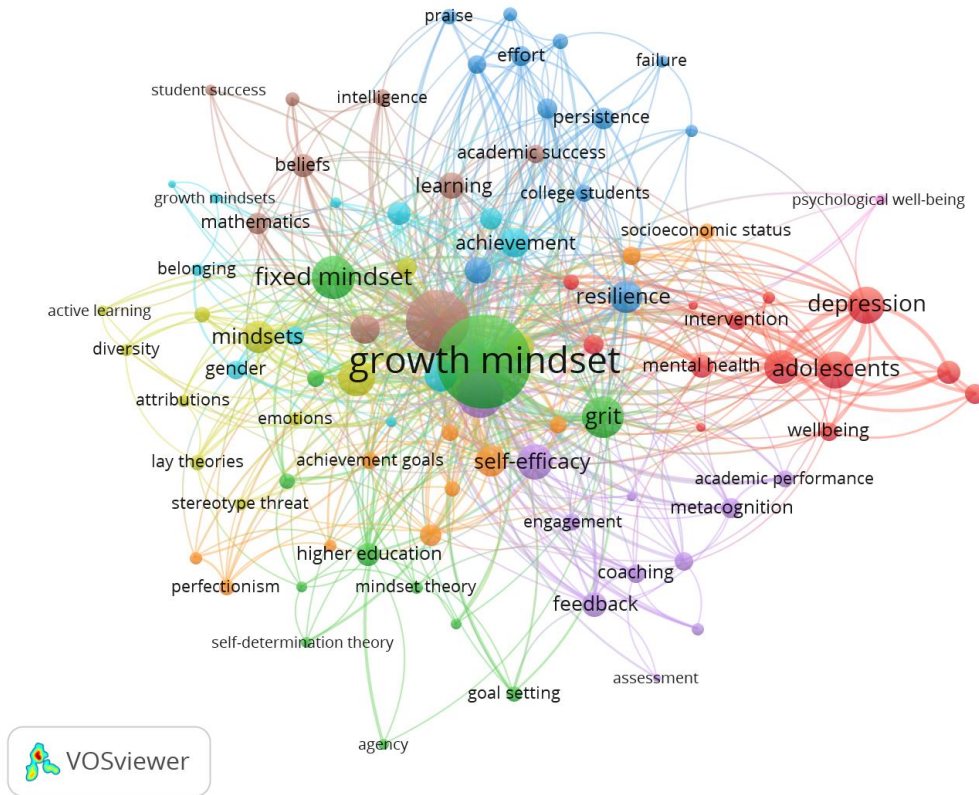 praise
effort
failure
student success
intelligence
persistence
beliefs
academic success
learning
college students
growth mindsets
psychological well-being
mathematics
socioeconomic status
achievement
belonging
fixed mindset
resilience
depression
active learning
intervention
mindsets
diversity
growth mindset
gender
mental health
adolescents
attributions
emotions
grit
wellbeing
lay theories
achievement goals
self-efficacy
academic performance
stereotype threat
metacognition
engagement
higher education
perfectionism
mindset theory
coaching
feedback
self-determination theory
assessment
goal setting
agency
VOSviewer